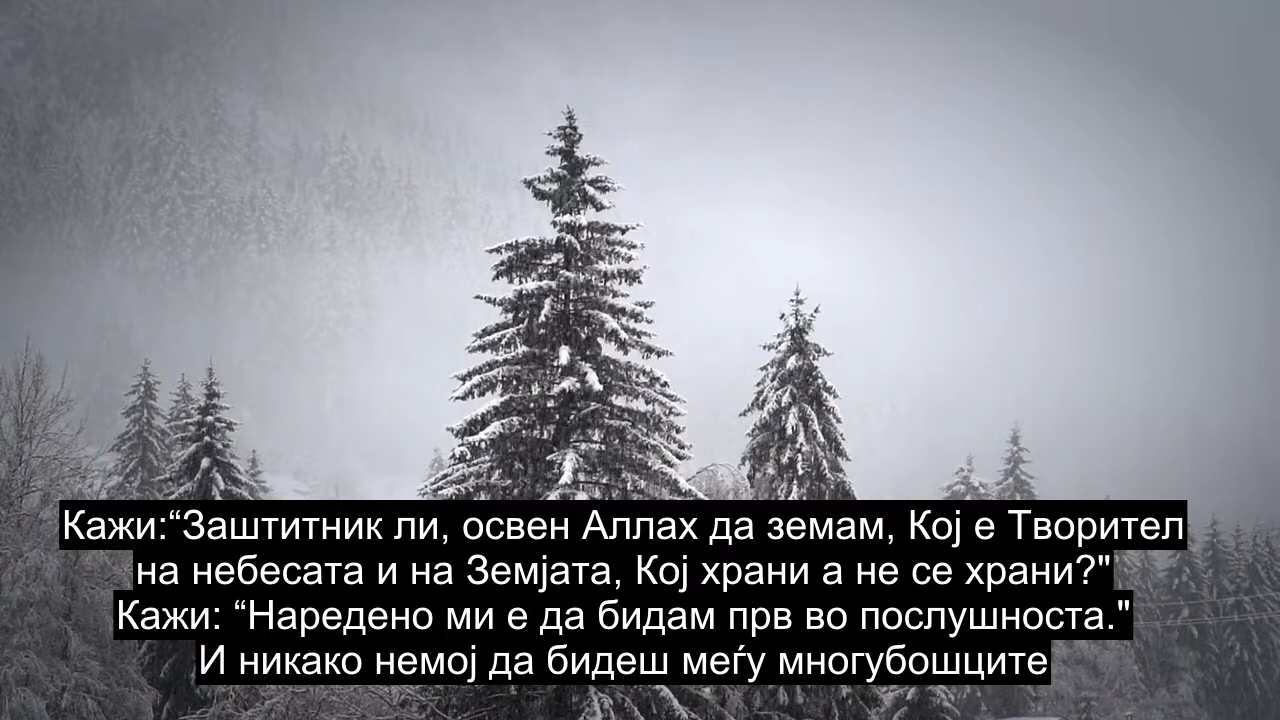 Кажи:“Заштитник ли, освен Аллах да земам, Кој е Творител
на небесата и на Земјата, Кој храни а не се храни?"
Кажи: “Наредено ми е да бидам прв во послушноста."
И никако немој да бидеш меѓу многубошците